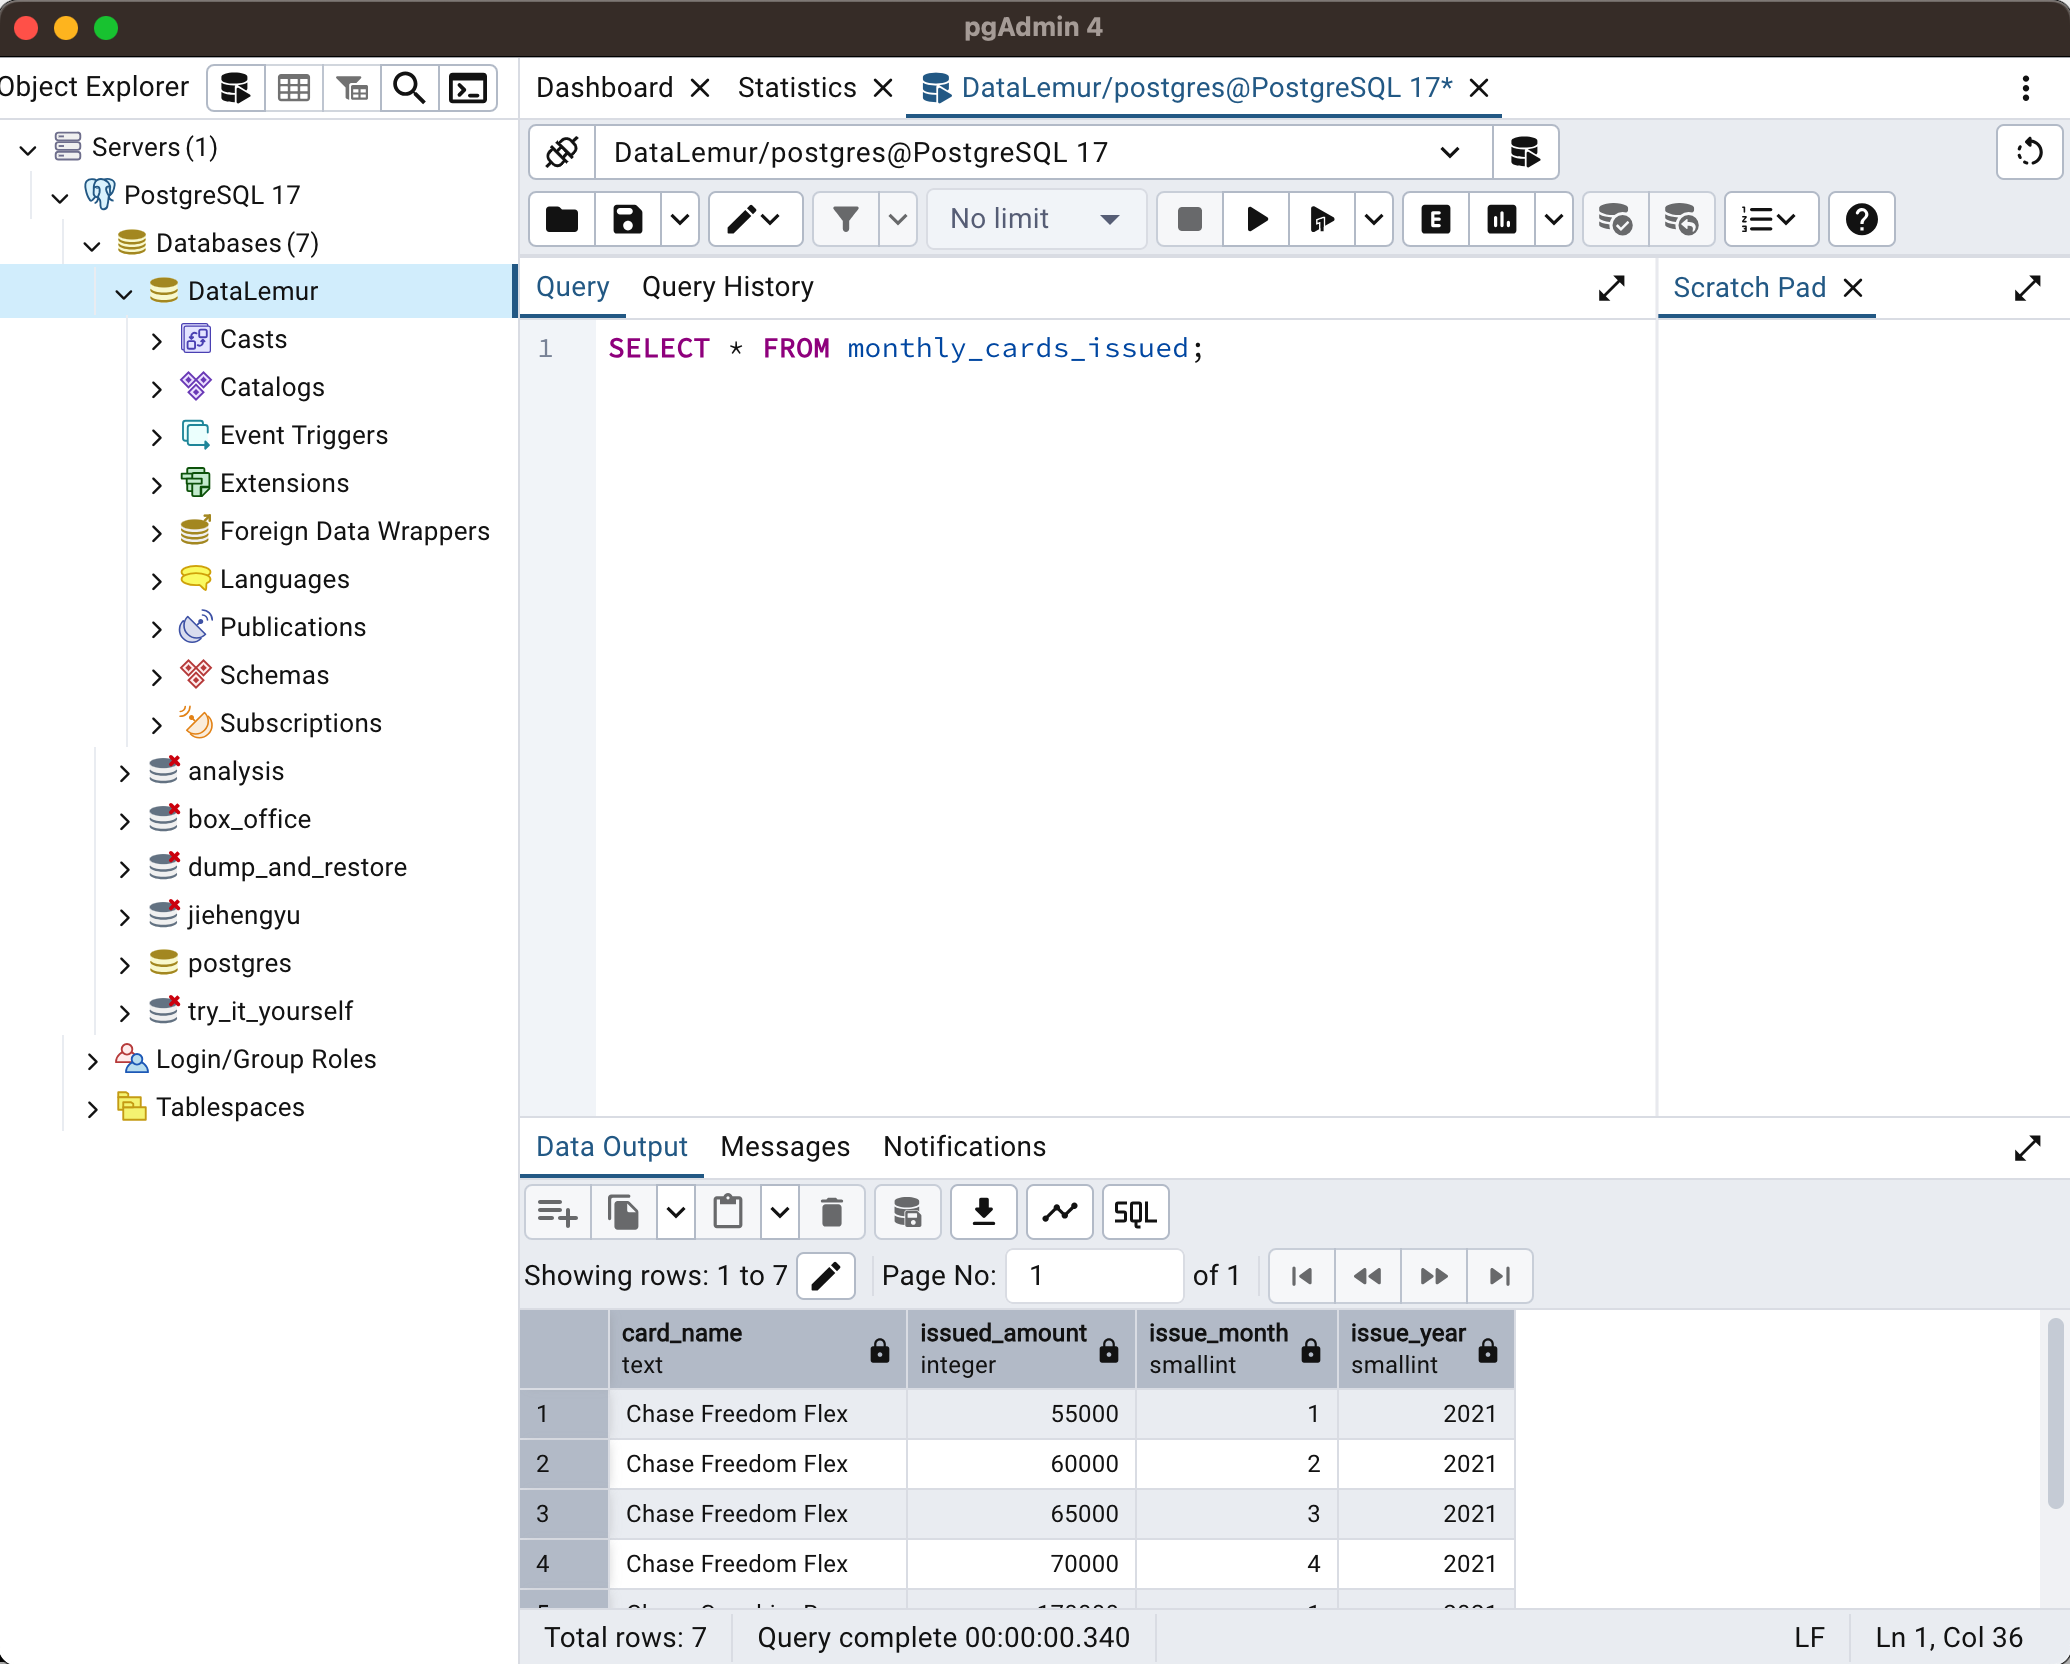 pgAdmin 4
Object Explorer
Dashboard
Statistics
DataLemur/postgres@PostgreSQL 17*
Servers (1)
PostgreSQL 17
Databases (7)
DataLemur
Casts
Catalogs
Event Triggers
Extensions
Foreign Data Wrappers
Languages
Publications
Schemas
Subscriptions
analysis
box_office
dump_and_restore
jiehengyu
postgres
try_it_yourself
Login/Group Roles
Tablespaces
DataLemur/postgres@PostgreSQL 17
No limit
E
Query
Query History
Scratch Pad
1 SELECT * FROM monthly_cards_issued;
Data Output
Messages
Notifications
SQL
Showing rows: 1 to 7
Page No: 1 of 1
card_name issued_amount issue_month issue_year
text integer smallint smallint
1 Chase Freedom Flex 55000 1 2021
2 Chase Freedom Flex 60000 2 2021
3 Chase Freedom Flex 65000 3 2021
4 Chase Freedom Flex 70000 4 2021
Total rows: 7
Query complete 00:00:00.340
LF
Ln 1, Col 36